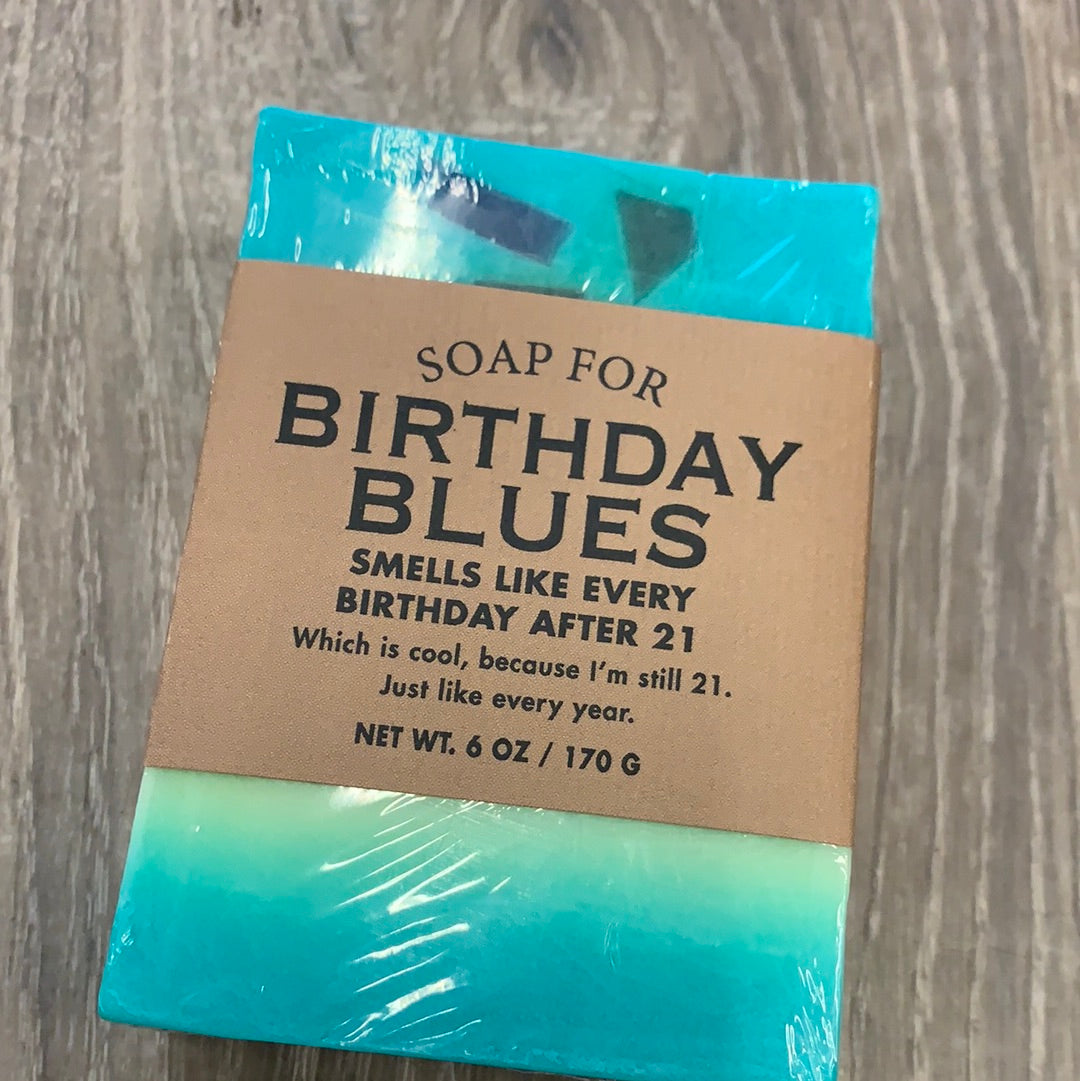 SOAP FOR
BIRTHDAY
BLUES
SMELLS LIKE EVERY
BIRTHDAY AFTER 21
Which is cool, because I'm still 21.
Just like every year.
NET WT. 6 OZ / 170 G